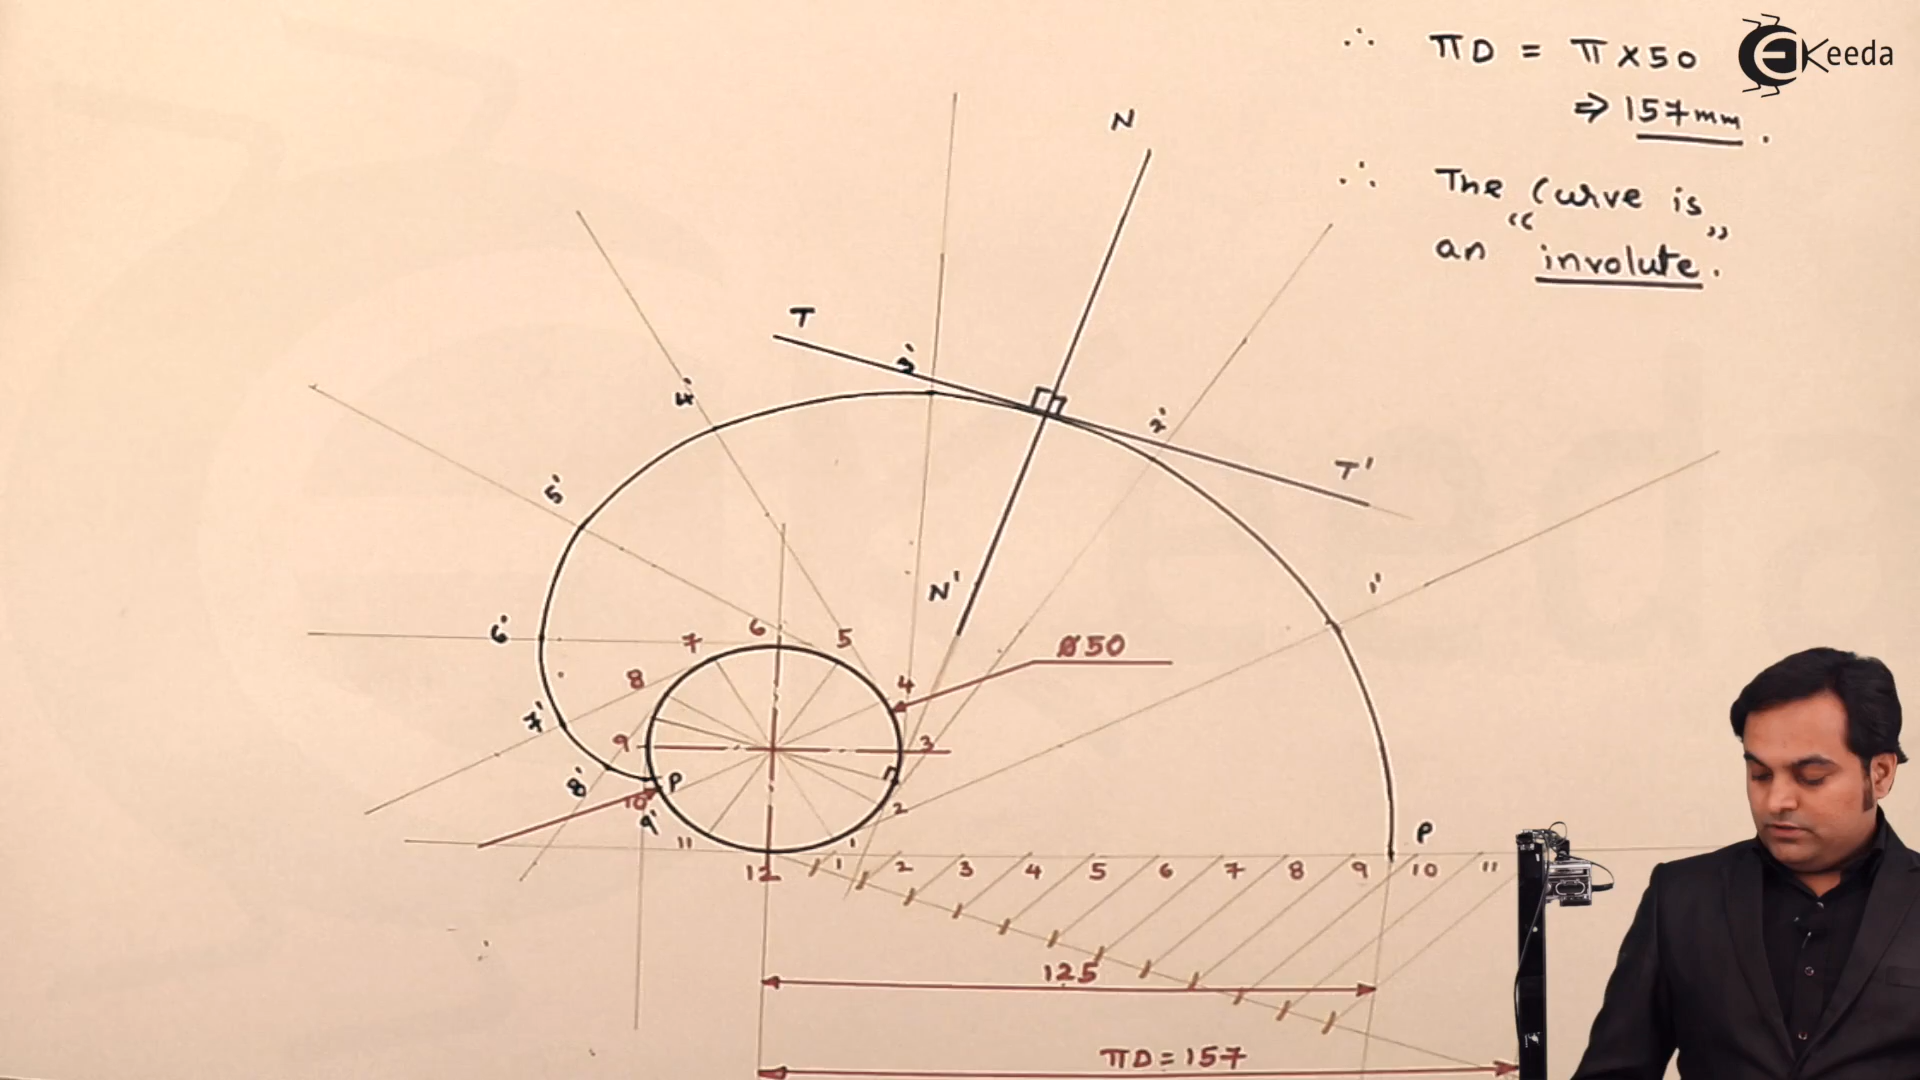 ∴ πD = π×50
⇒ 157mm.
∴ The Curve is
an "involute".
EKeeda
N
T
3'
4'
2'
T'
5'
1'
N'
6'
7
6
5
Ø50
8
4
7'
9
3
8'
P
10
9'
2
11
1'
12
P
1 2 3 4 5 6 7 8 9 10 11
125
πD = 157